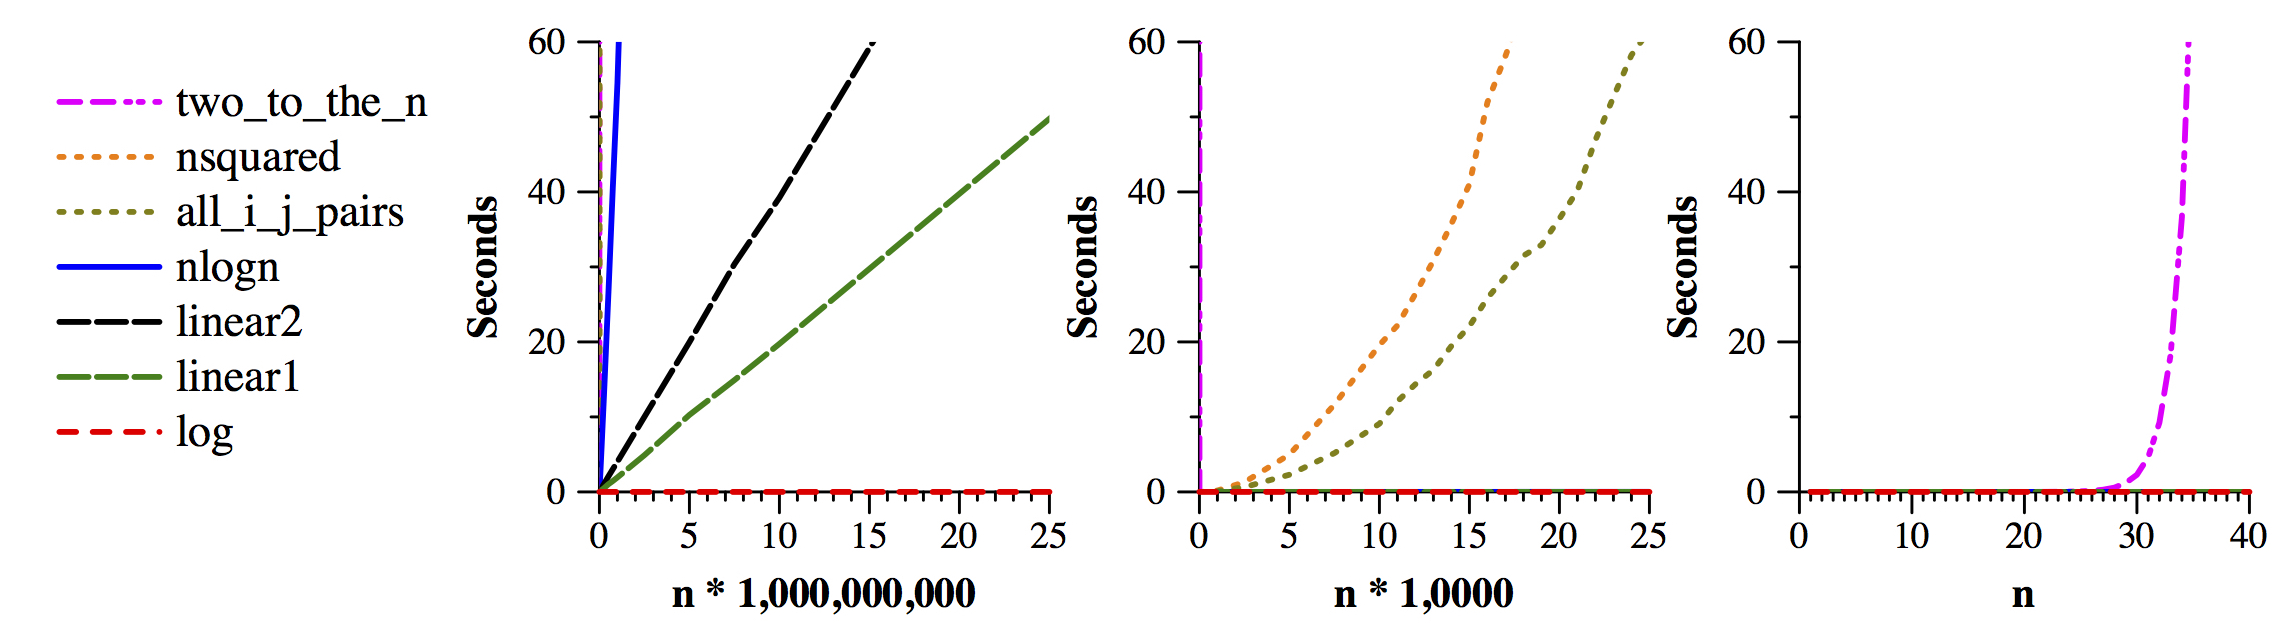 two_to_the_n
nsquared
all_i_j_pairs
nlogn
linear2
linear1
log
Seconds
60
40
20
0
0 5 10 15 20 25
n * 1,000,000,000
Seconds
60
40
20
0
0 5 10 15 20 25
n * 1,0000
Seconds
60
40
20
0
0 10 20 30 40
n